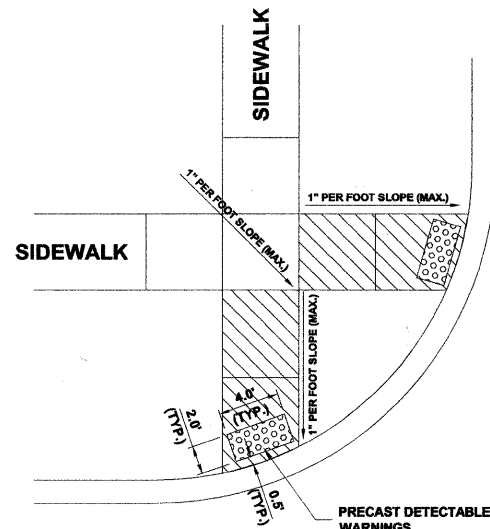 SIDEWALK
1" PER FOOT SLOPE (MAX.)
1" PER FOOT SLOPE (MAX.)
SIDEWALK
1" PER FOOT SLOPE (MAX.)
4.0'
(TYP.)
2.0'
(TYP.)
0.5'
(TYP.)
PRECAST DETECTABLE
WARNINGS